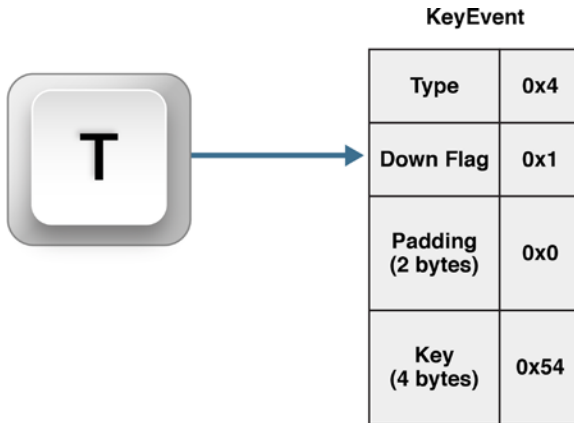 KeyEvent
T
Type 0x4
Down Flag 0x1
Padding
(2 bytes) 0x0
Key
(4 bytes) 0x54